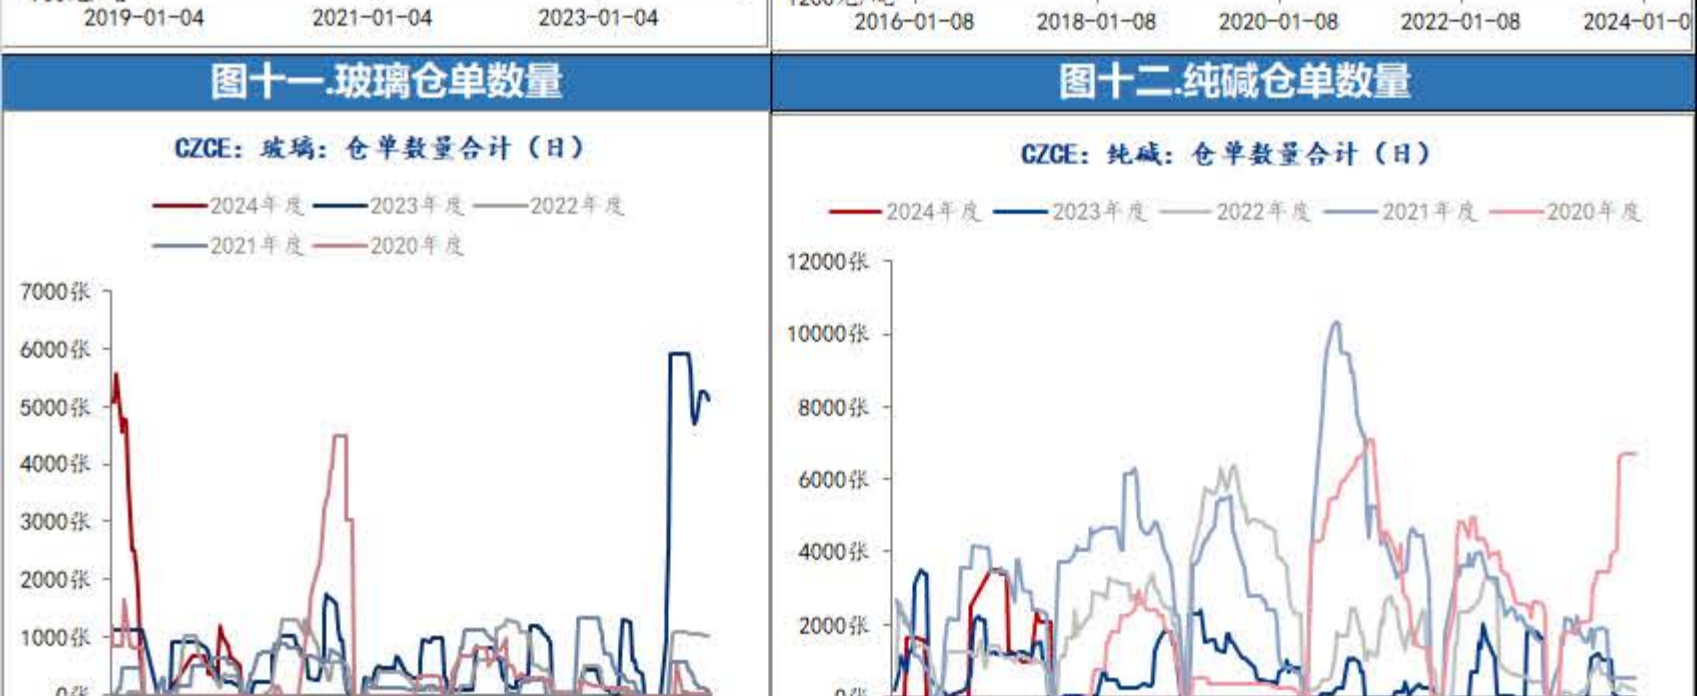 2019-01-04 2021-01-04 2023-01-04
2016-01-08 2018-01-08 2020-01-08 2022-01-08 2024-01-0
图十一.玻璃仓单数量
CZCE: 玻璃: 仓单数量合计（日）
2024年度 2023年度 2022年度
2021年度 2020年度
7000张
6000张
5000张
4000张
3000张
2000张
1000张
0张
图十二.纯碱仓单数量
CZCE: 纯碱: 仓单数量合计（日）
2024年度 2023年度 2022年度 2021年度 2020年度
12000张
10000张
8000张
6000张
4000张
2000张
0张